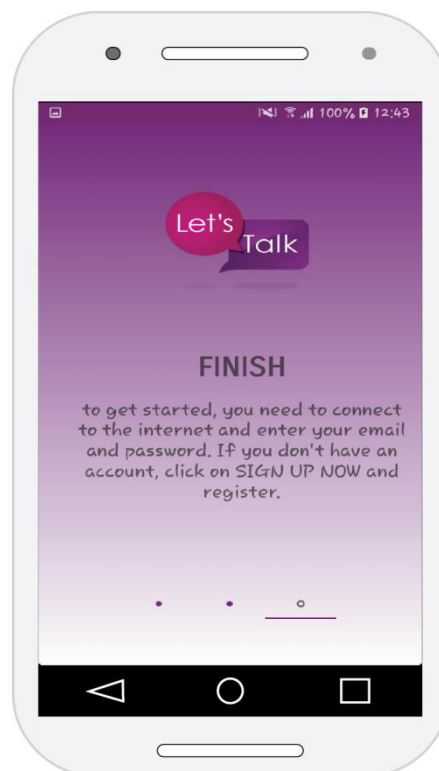 100% 12:43
Let's
Talk
FINISH
to get started, you need to connect
to the internet and enter your email
and password. If you don't have an
account, click on SIGN UP NOW and
register.